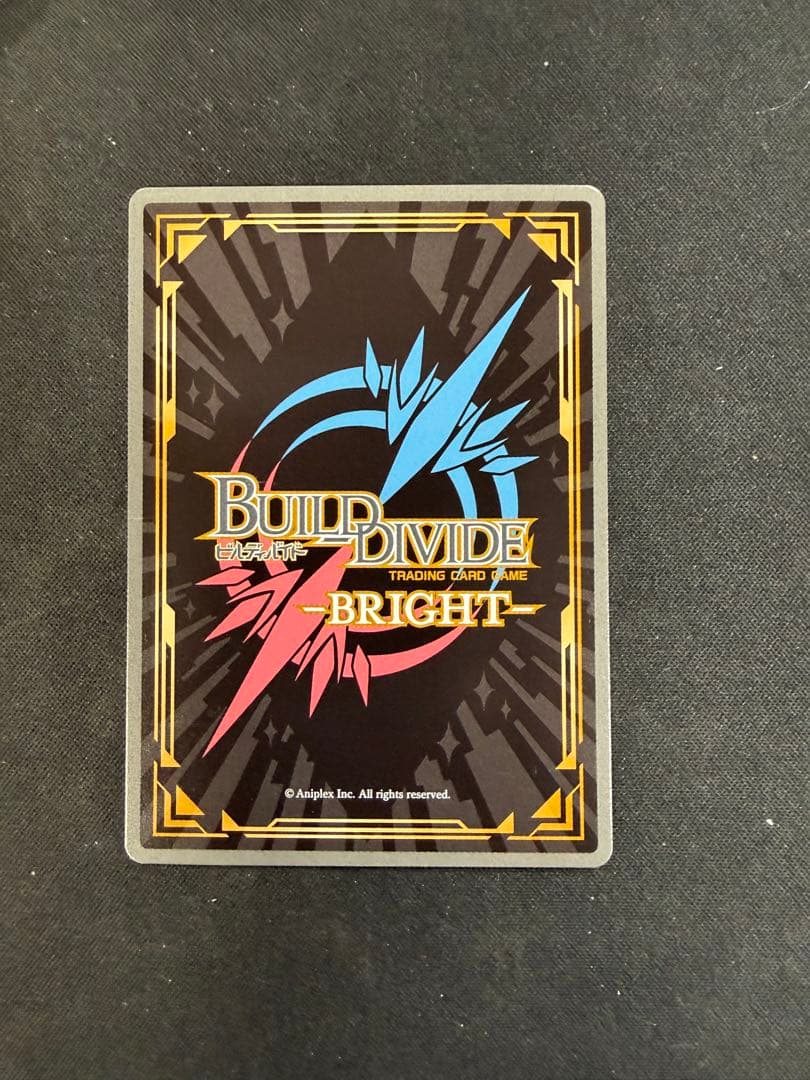 BUILD DIVIDE
ビルディバイド
TRADING CARD GAME
-BRIGHT-
© Aniplex Inc. All rights reserved.